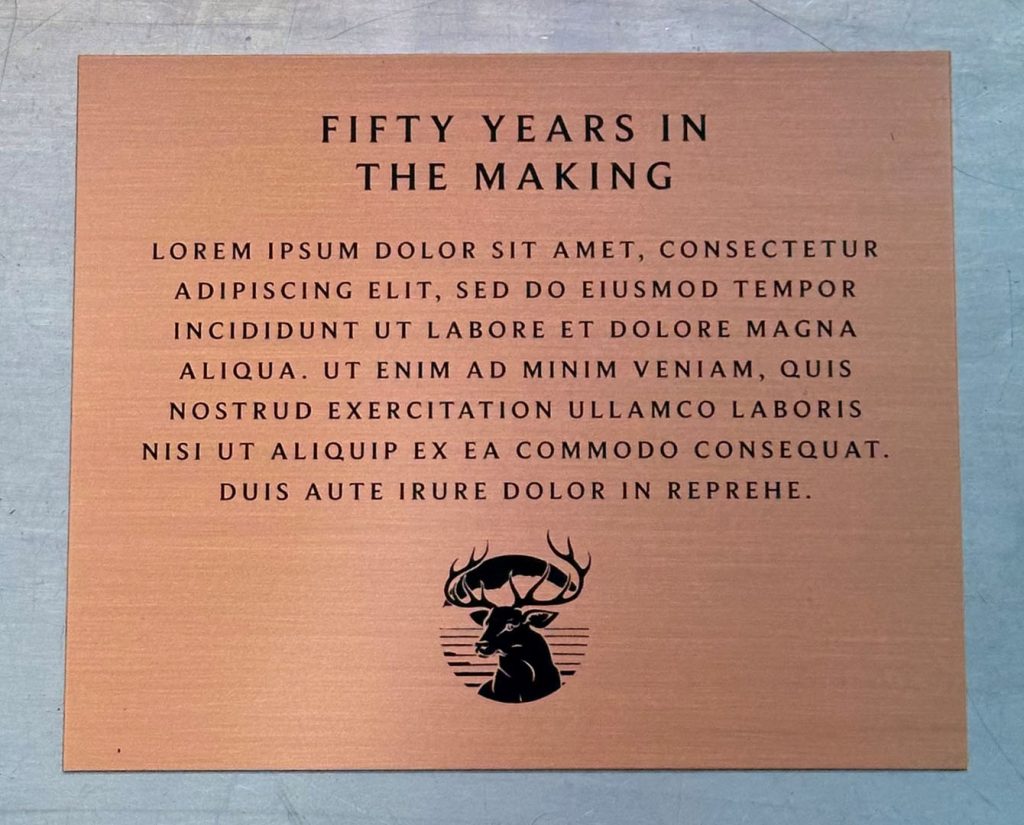 FIFTY YEARS IN
THE MAKING
LOREM IPSUM DOLOR SIT AMET, CONSECTETUR
ADIPISCING ELIT, SED DO EIUSMOD TEMPOR
INCIDIDUNT UT LABORE ET DOLORE MAGNA
ALIQUA. UT ENIM AD MINIM VENIAM, QUIS
NOSTRUD EXERCITATION ULLAMCO LABORIS
NISI UT ALIQUIP EX EA COMMODO CONSEQUAT.
DUIS AUTE IRURE DOLOR IN REPREHE.